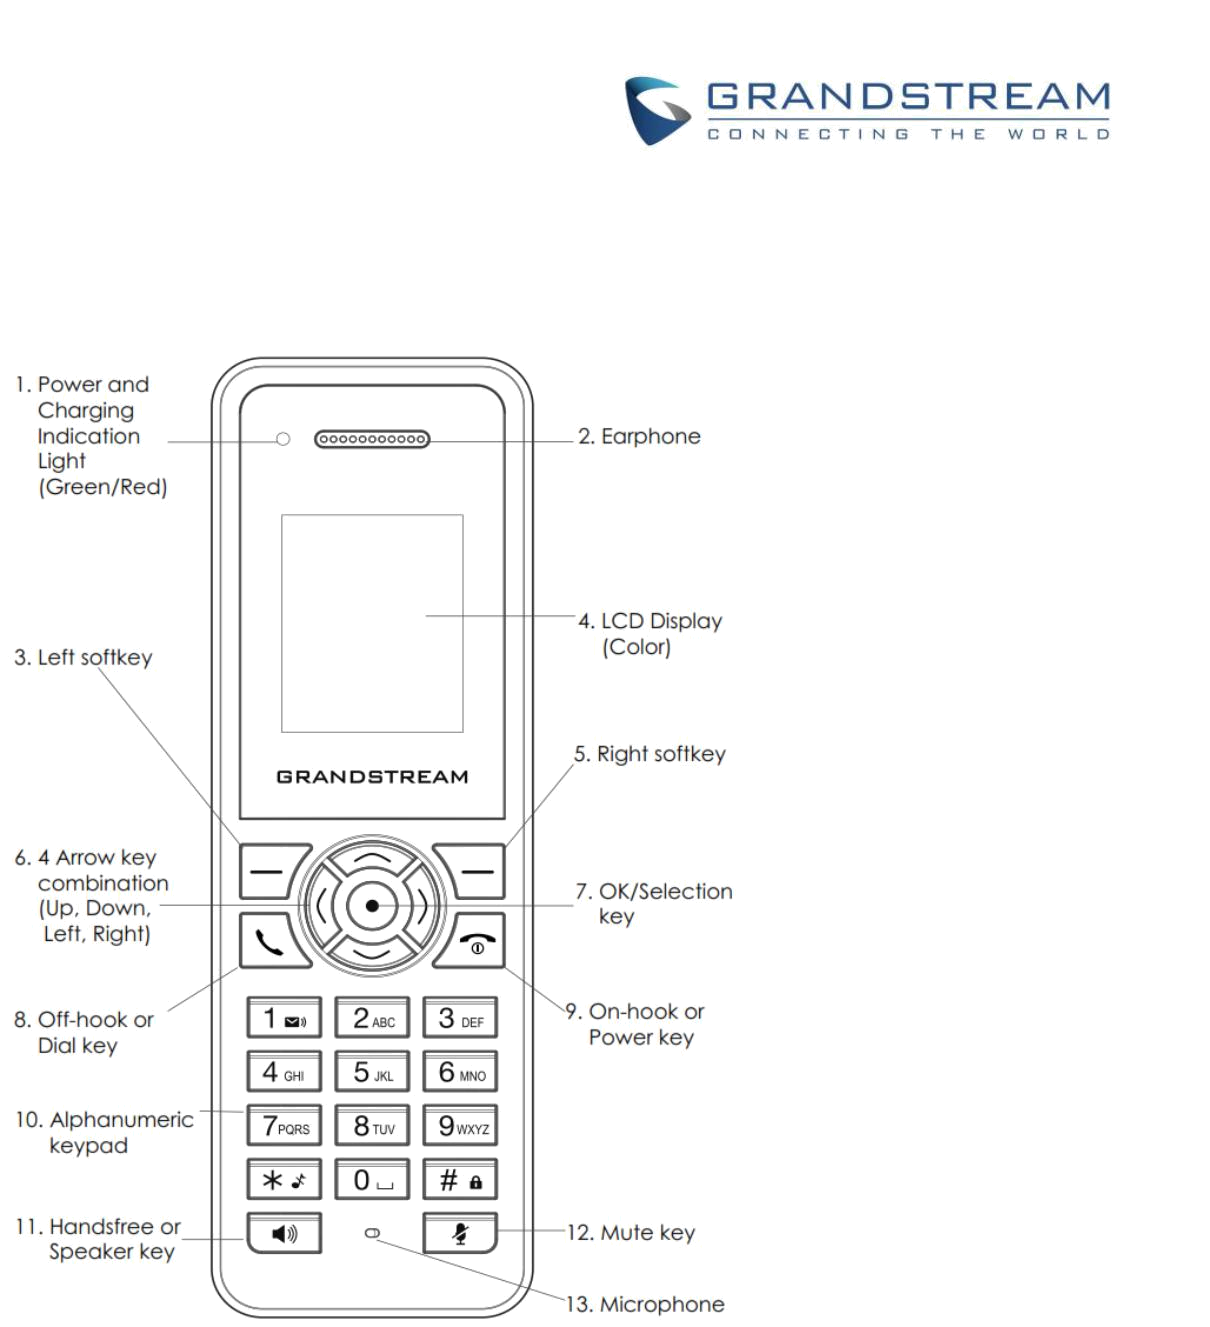 GRANDSTREAM
CONNECTING THE WORLD
1. Power and
Charging
Indication
Light
(Green/Red)
2. Earphone
3. Left softkey
4. LCD Display
(Color)
5. Right softkey
GRANDSTREAM
6. 4 Arrow key
combination
(Up, Down,
Left, Right)
7. OK/Selection
key
8. Off-hook or
Dial key
9. On-hook or
Power key
1
2 ABC
3 DEF
4 GHI
5 JKL
6 MNO
10. Alphanumeric
keypad
7 PQRS
8 TUV
9 WXYZ
*
0
#
11. Handsfree or
Speaker key
12. Mute key
13. Microphone